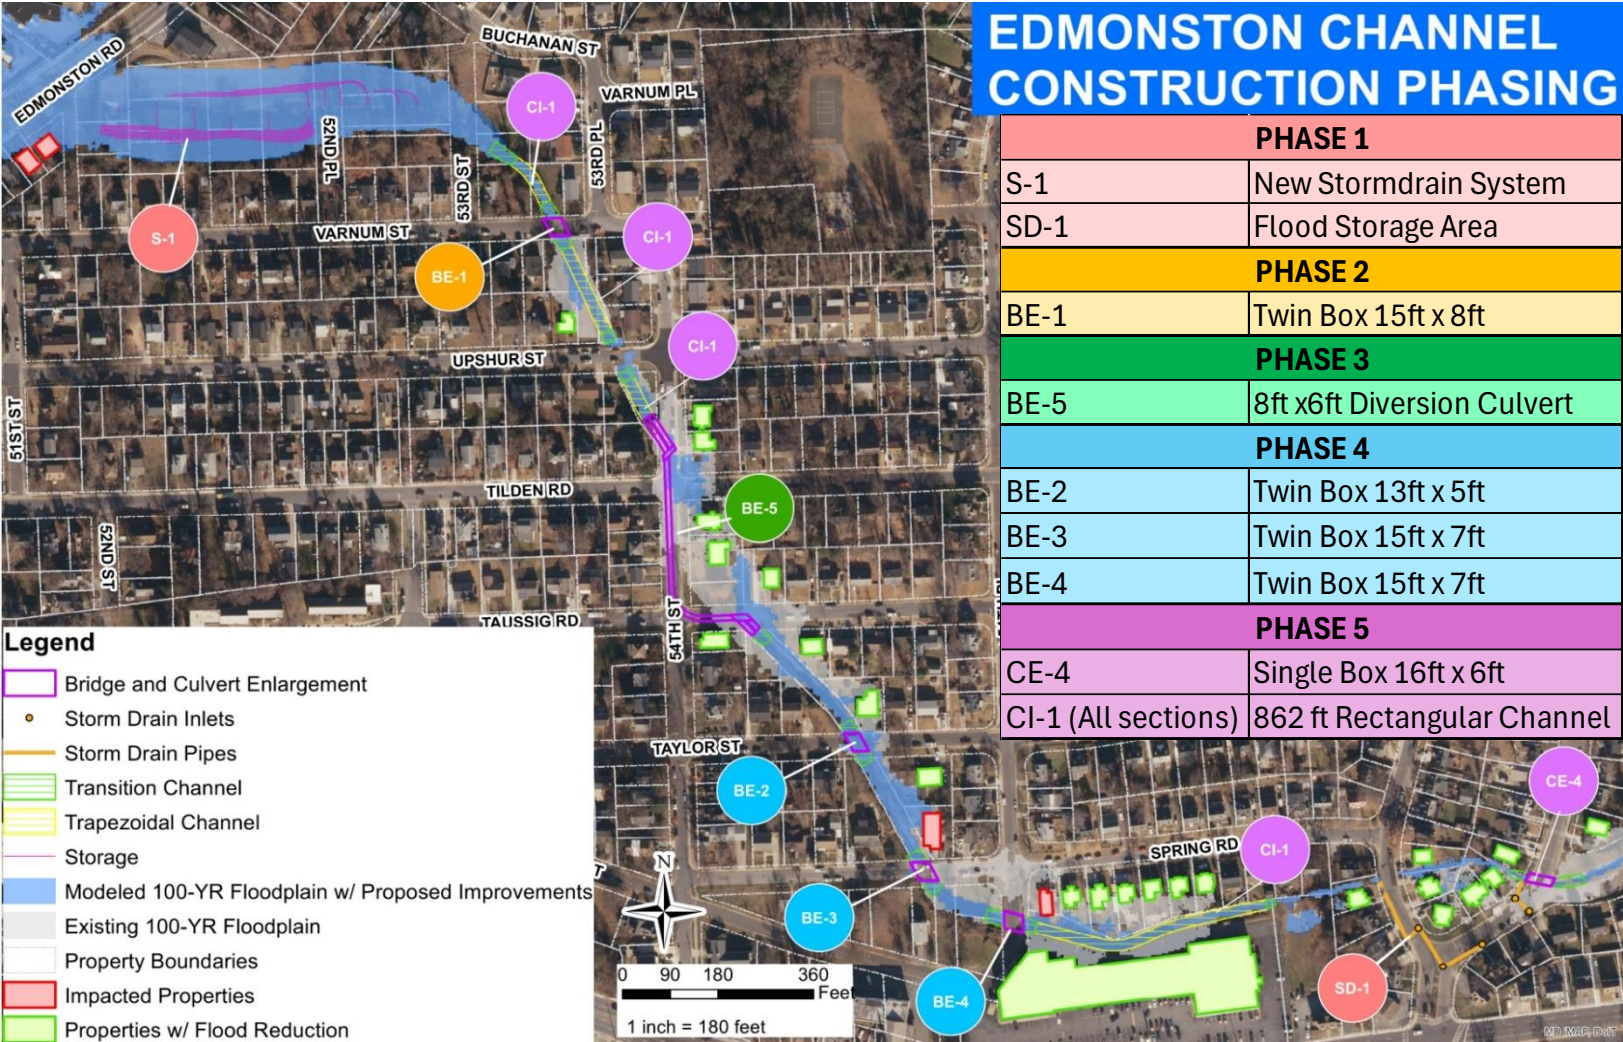 EDMONSTON CHANNEL
CONSTRUCTION PHASING
PHASE 1
S-1 New Stormdrain System
SD-1 Flood Storage Area
PHASE 2
BE-1 Twin Box 15ft x 8ft
PHASE 3
BE-5 8ft x6ft Diversion Culvert
PHASE 4
BE-2 Twin Box 13ft x 5ft
BE-3 Twin Box 15ft x 7ft
BE-4 Twin Box 15ft x 7ft
PHASE 5
CE-4 Single Box 16ft x 6ft
CI-1 (All sections) 862 ft Rectangular Channel
EDMONSTON RD
BUCHANAN ST
VARNUM PL
CI-1
52ND PL
53RD ST
53RD PL
S-1
VARNUM ST
CI-1
BE-1
CI-1
UPSHUR ST
51ST ST
TILDEN RD
BE-5
52ND ST
TAUSSIG RD
54TH ST
TAYLOR ST
BE-2
CE-4
SPRING RD
CI-1
BE-3
BE-4
SD-1
Legend
Bridge and Culvert Enlargement
Storm Drain Inlets
Storm Drain Pipes
Transition Channel
Trapezoidal Channel
Storage
Modeled 100-YR Floodplain w/ Proposed Improvements
Existing 100-YR Floodplain
Property Boundaries
Impacted Properties
Properties w/ Flood Reduction
N
0 90 180 360
Feet
1 inch = 180 feet
MD iMAP, DoIT